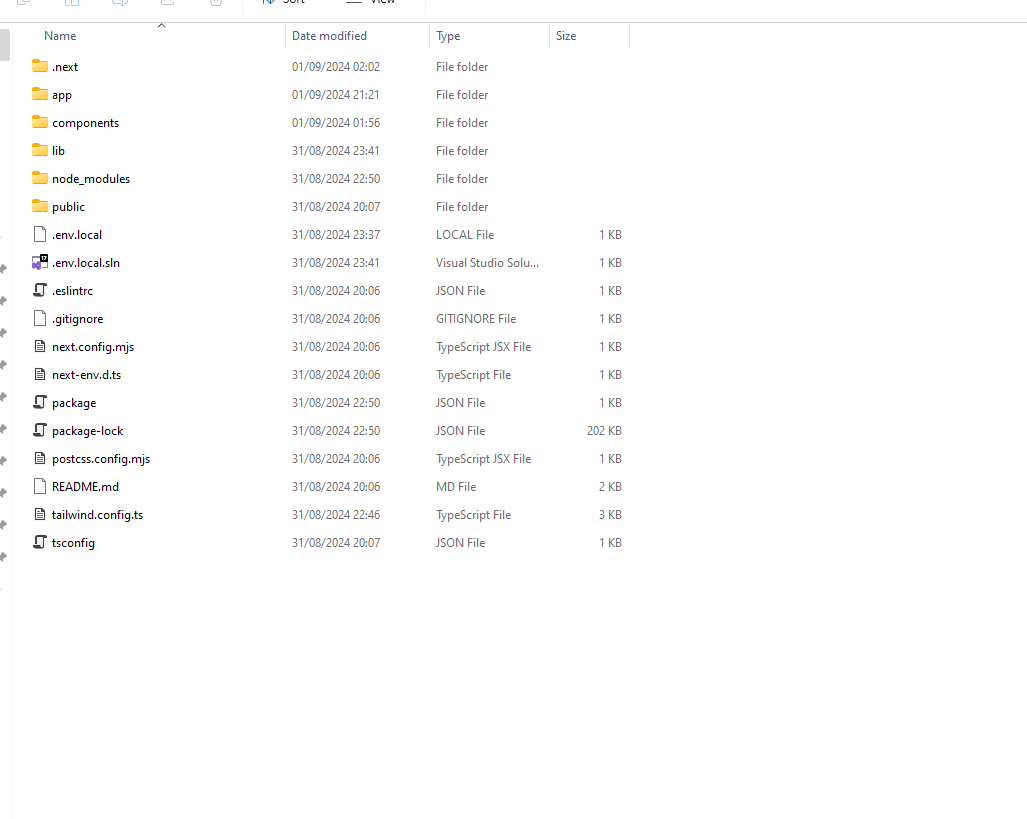 Sort View
Name Date modified Type Size
.next 01/09/2024 02:02 File folder
app 01/09/2024 21:21 File folder
components 01/09/2024 01:56 File folder
lib 31/08/2024 23:41 File folder
node_modules 31/08/2024 22:50 File folder
public 31/08/2024 20:07 File folder
.env.local 31/08/2024 23:37 LOCAL File 1 KB
.env.local.sln 31/08/2024 23:41 Visual Studio Solu... 1 KB
.eslintrc 31/08/2024 20:06 JSON File 1 KB
.gitignore 31/08/2024 20:06 GITIGNORE File 1 KB
next.config.mjs 31/08/2024 20:06 TypeScript JSX File 1 KB
next-env.d.ts 31/08/2024 20:06 TypeScript File 1 KB
package 31/08/2024 22:50 JSON File 1 KB
package-lock 31/08/2024 22:50 JSON File 202 KB
postcss.config.mjs 31/08/2024 20:06 TypeScript JSX File 1 KB
README.md 31/08/2024 20:06 MD File 2 KB
tailwind.config.ts 31/08/2024 22:46 TypeScript File 3 KB
tsconfig 31/08/2024 20:07 JSON File 1 KB